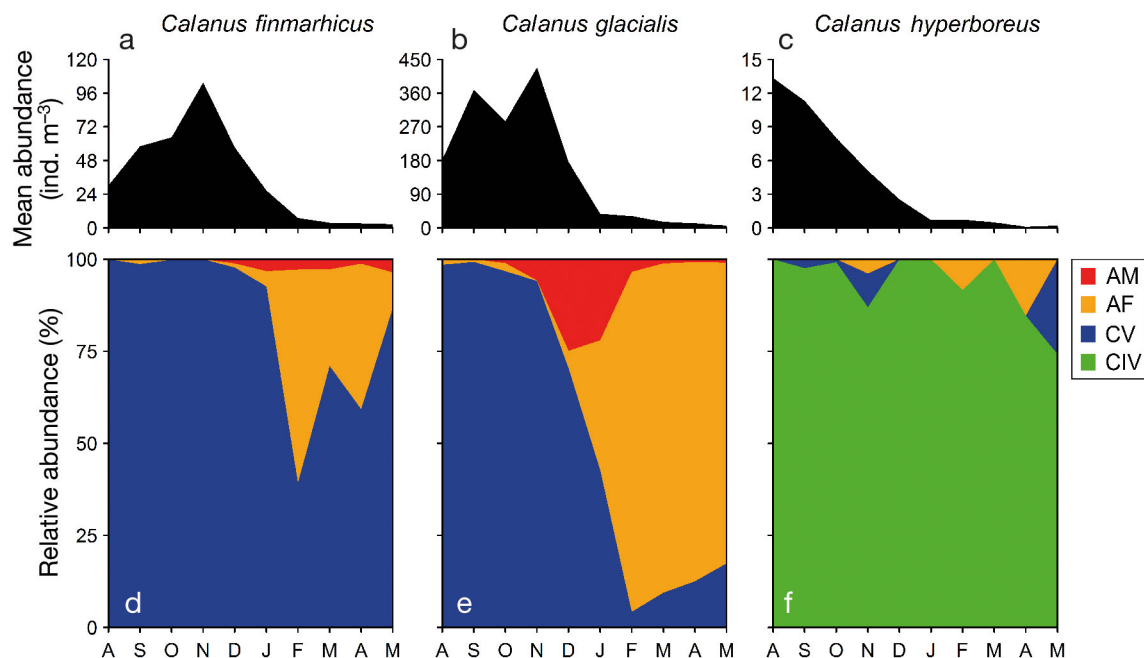 Calanus finmarhicus
Calanus glacialis
Calanus hyperboreus
a
b
c
Mean abundance
(ind. m⁻³)
120
96
72
48
24
0
450
360
270
180
90
0
15
12
9
6
3
0
Relative abundance (%)
100
75
50
25
0
d
e
f
AM
AF
CV
CIV
A S O N D J F M A M
A S O N D J F M A M
A S O N D J F M A M